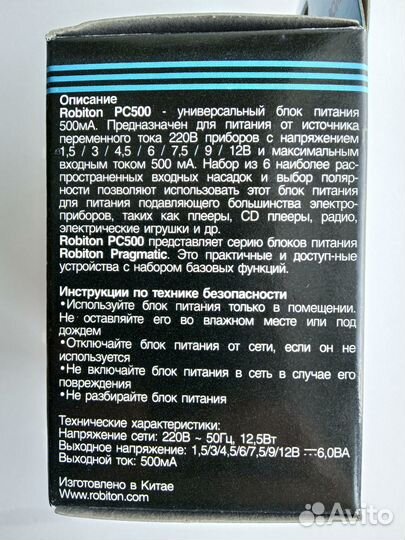 Описание
Robiton PC500 - универсальный блок питания
500мА. Предназначен для питания от источника
переменного тока 220В приборов с напряжением
1,5 / 3 / 4,5 / 6 / 7,5 / 9 / 12В и максимальным
входным током 500 мА. Набор из 6 наиболее рас-
пространенных входных насадок и выбор поляр-
ности позволяют использовать этот блок питания
для питания подавляющего большинства электро-
приборов, таких как плееры, CD плееры, радио,
электрические игрушки и др.
Robiton PC500 представляет серию блоков питания
Robiton Pragmatic. Это практичные и доступ-ные
устройства с набором базовых функций.
Инструкции по технике безопасности
•Используйте блок питания только в помещении.
Не оставляйте его во влажном месте или под
дождем
•Отключайте блок питания от сети, если он не
используется
•Не включайте блок питания в сеть в случае его
повреждения
•Не разбирайте блок питания
Технические характеристики:
Напряжение сети: 220В ~ 50Гц, 12,5Вт
Выходное напряжение: 1,5/3/4,5/6/7,5/9/12В ⎓6,0ВА
Выходной ток: 500мА
Изготовлено в Китае
www.robiton.com
Avito